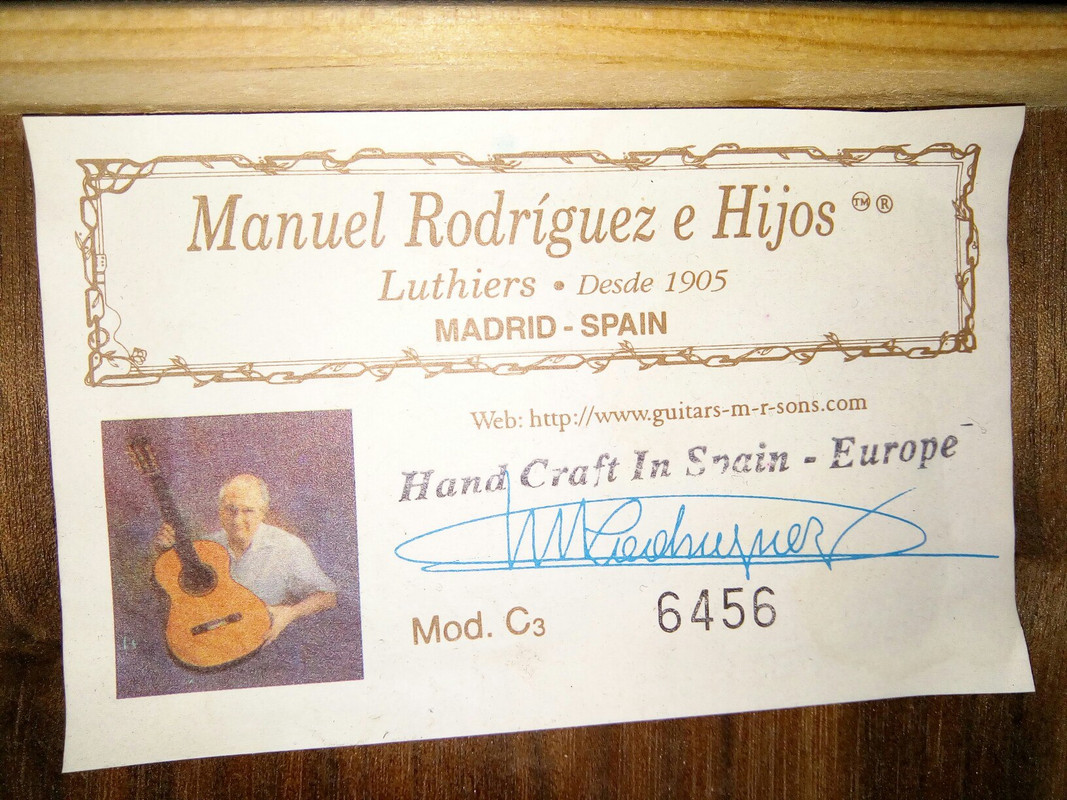 Manuel Rodríguez e Hijos ™ ®
Luthiers • Desde 1905
MADRID - SPAIN
Web: http://www.guitars-m-r-sons.com
Hand Craft In Spain - Europe
M Rodriguez
Mod. C₃
6456